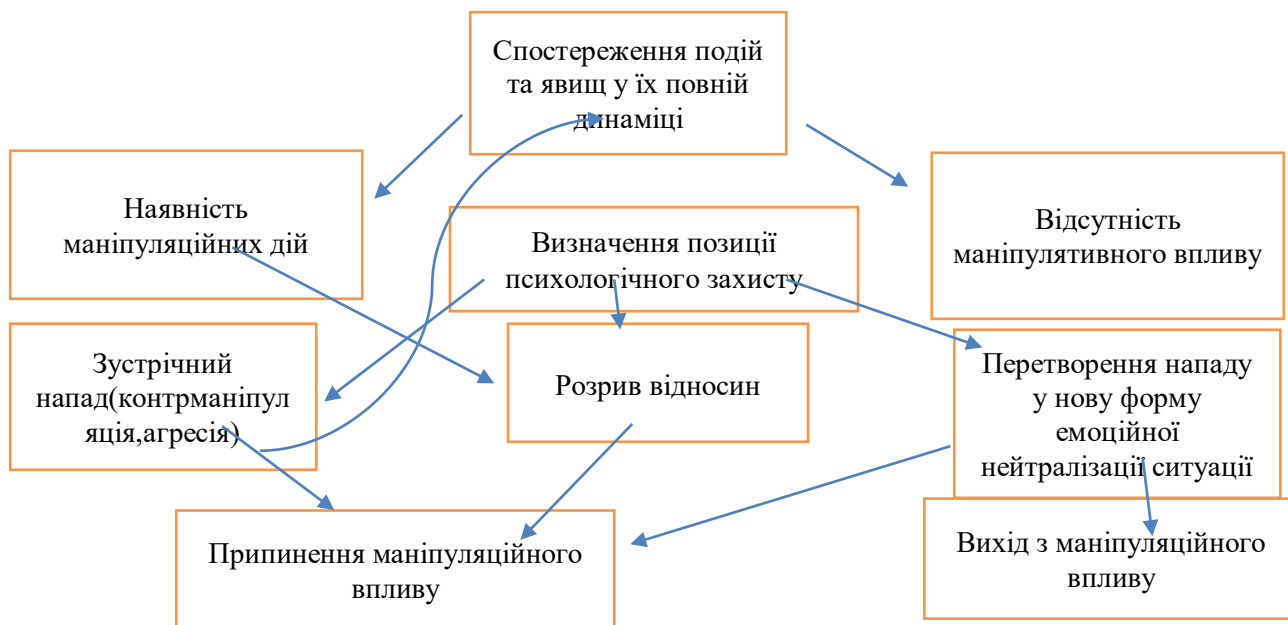 Спостереження подій
та явищ у їх повній
динаміці
Наявність
маніпуляційних дій
Визначення позиції
психологічного захисту
Відсутність
маніпулятивного впливу
Зустрічний
напад(контрманіпул
яція,агресія)
Розрив відносин
Перетворення нападу
у нову форму
емоційної
нейтралізації ситуації
Припинення маніпуляційного
впливу
Вихід з маніпуляційного
впливу